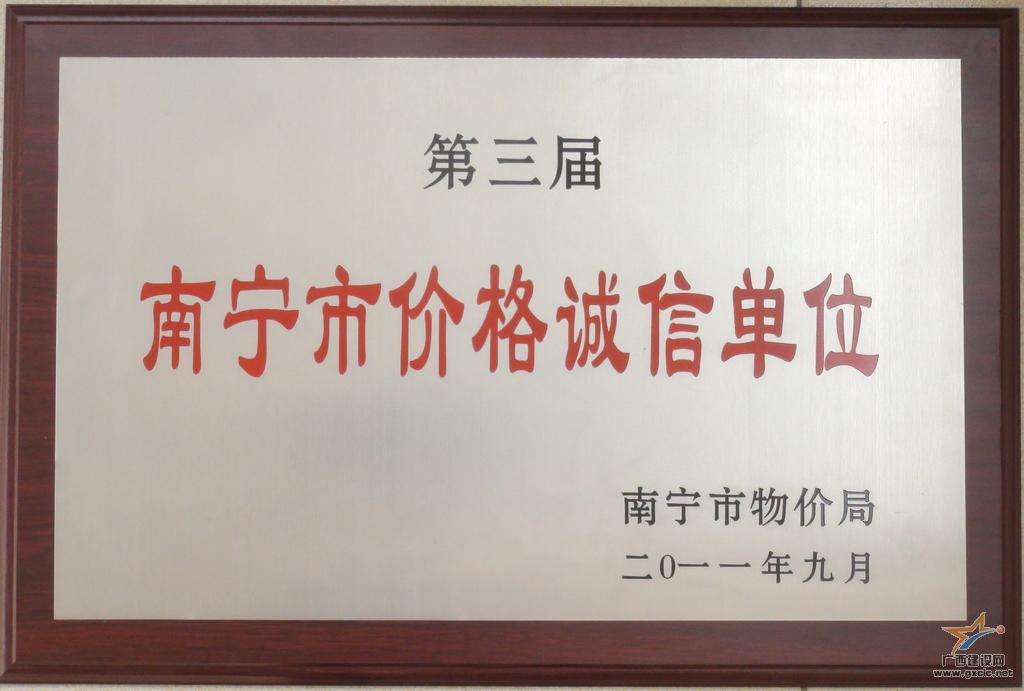 第三届
南宁市价格诚信单位
南宁市物价局
二0一一年九月
广西建设网
www.gxcic.net